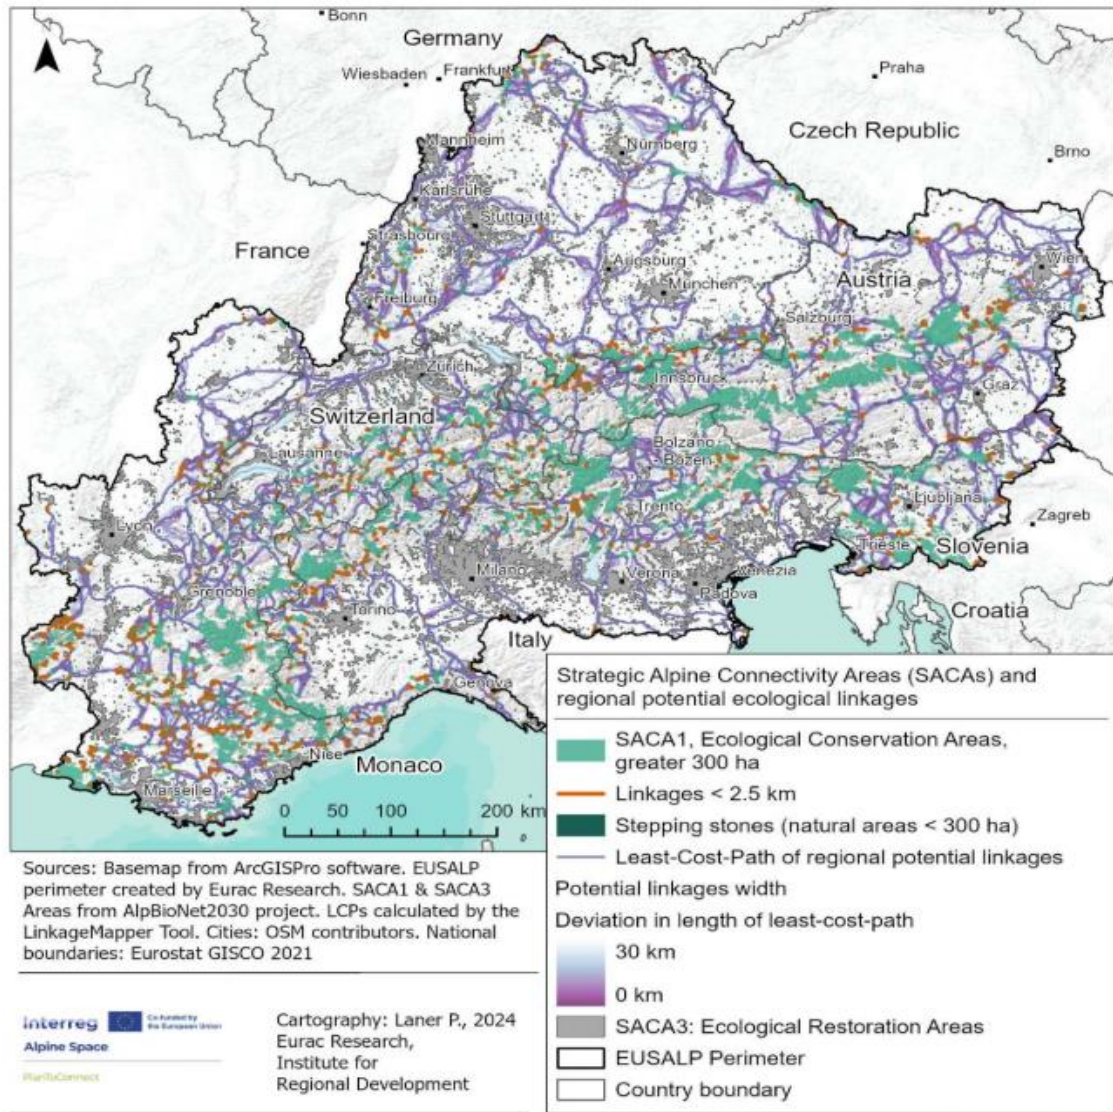 Bonn
Germany
Wiesbaden
Frankfurt
Praha
Czech Republic
Mannheim
Nürnberg
Brno
Karlsruhe
Stuttgart
France
Strasbourg
Augsburg
Wien
München
Austria
Freiburg
Salzburg
Zürich
Innsbruck
Graz
Switzerland
Bolzano
Bozen
Lausanne
Ljubljana
Trento
Zagreb
Lyon
Trieste
Slovenia
Milano
Verona
Venezia
Grenoble
Padova
Torino
Croatia
Italy
Genova
Nice
Monaco
Marseille
0 50 100 200 km
Strategic Alpine Connectivity Areas (SACAs) and
regional potential ecological linkages
SACA1, Ecological Conservation Areas,
greater 300 ha
Linkages < 2.5 km
Stepping stones (natural areas < 300 ha)
Least-Cost-Path of regional potential linkages
Potential linkages width
Deviation in length of least-cost-path
30 km
0 km
SACA3: Ecological Restoration Areas
EUSALP Perimeter
Country boundary
Sources: Basemap from ArcGISPro software. EUSALP
perimeter created by Eurac Research. SACA1 & SACA3
Areas from AlpBioNet2030 project. LCPs calculated by the
LinkageMapper Tool. Cities: OSM contributors. National
boundaries: Eurostat GISCO 2021
Interreg
Co-funded by
the European Union
Alpine Space
PlanToConnect
Cartography: Laner P., 2024
Eurac Research,
Institute for
Regional Development